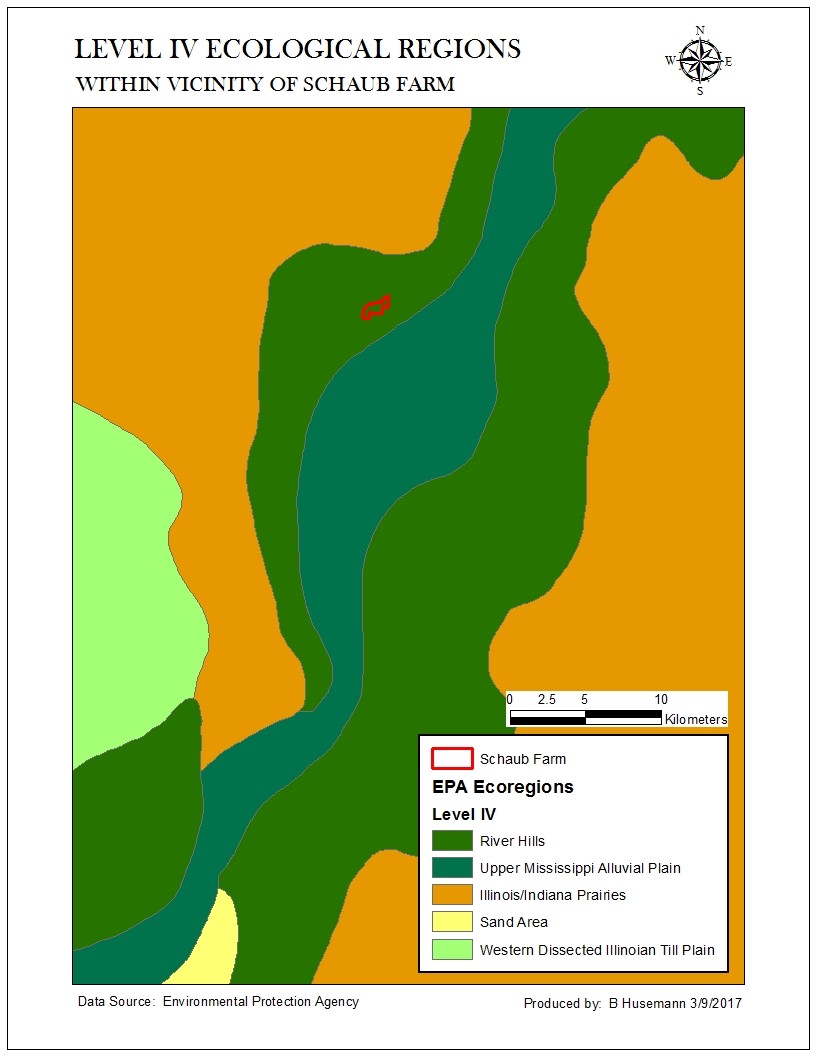 LEVEL IV ECOLOGICAL REGIONS
WITHIN VICINITY OF SCHAUB FARM
N
W
E
S
0 2.5 5 10
Kilometers
Schaub Farm
EPA Ecoregions
Level IV
River Hills
Upper Mississippi Alluvial Plain
Illinois/Indiana Prairies
Sand Area
Western Dissected Illinoian Till Plain
Data Source: Environmental Protection Agency
Produced by: B Husemann 3/9/2017